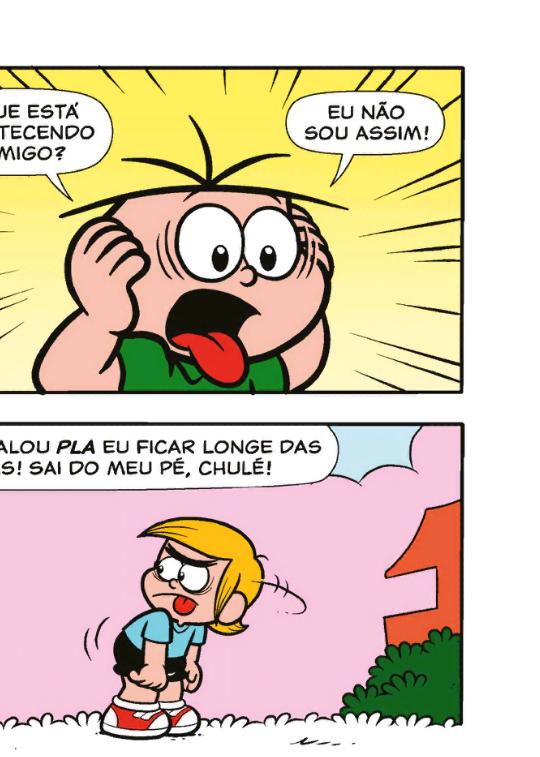 UE ESTÁ
TECENDO
MIGO?
EU NÃO
SOU ASSIM!
ALOU PLA EU FICAR LONGE DAS
S! SAI DO MEU PÉ, CHULÉ!